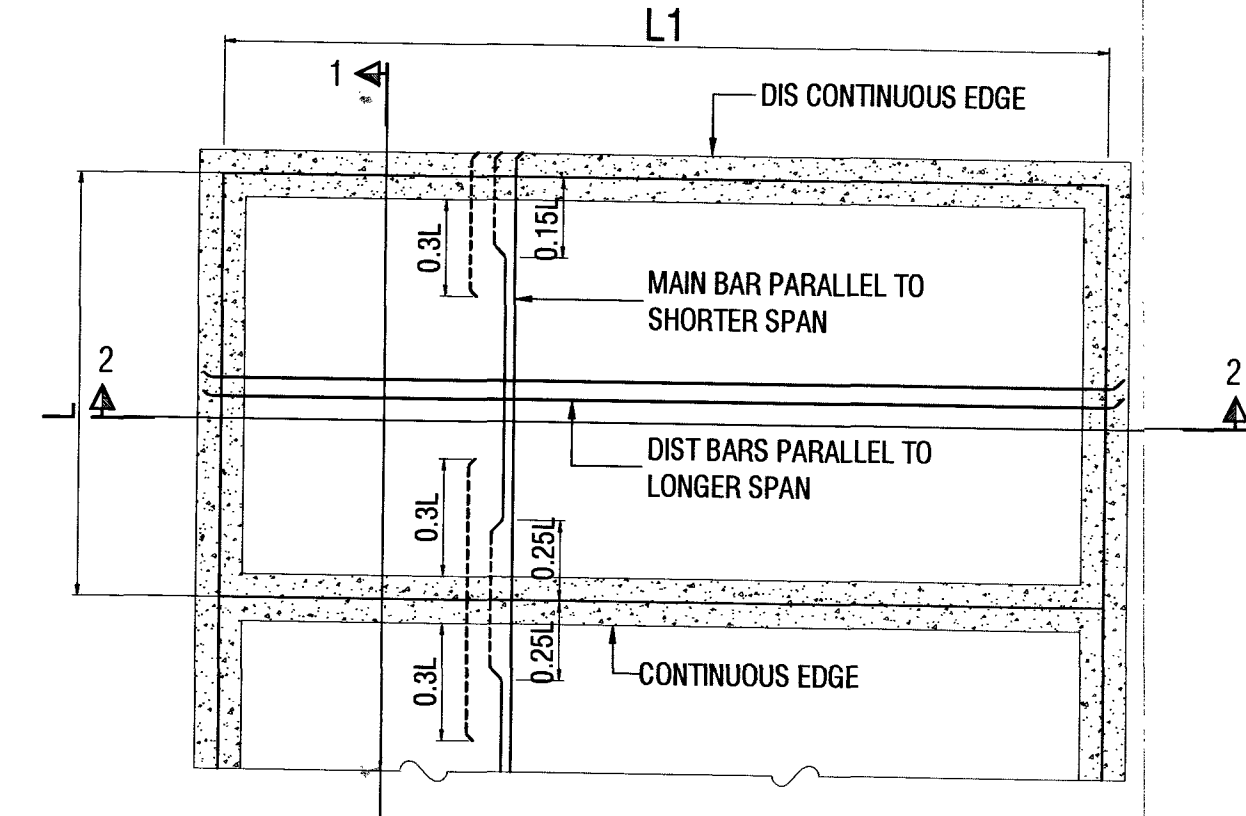 L1
1
DIS CONTINUOUS EDGE
0.3L
0.15L
MAIN BAR PARALLEL TO
SHORTER SPAN
2
2
L
DIST BARS PARALLEL TO
LONGER SPAN
0.3L
0.25L
0.25L
0.3L
CONTINUOUS EDGE